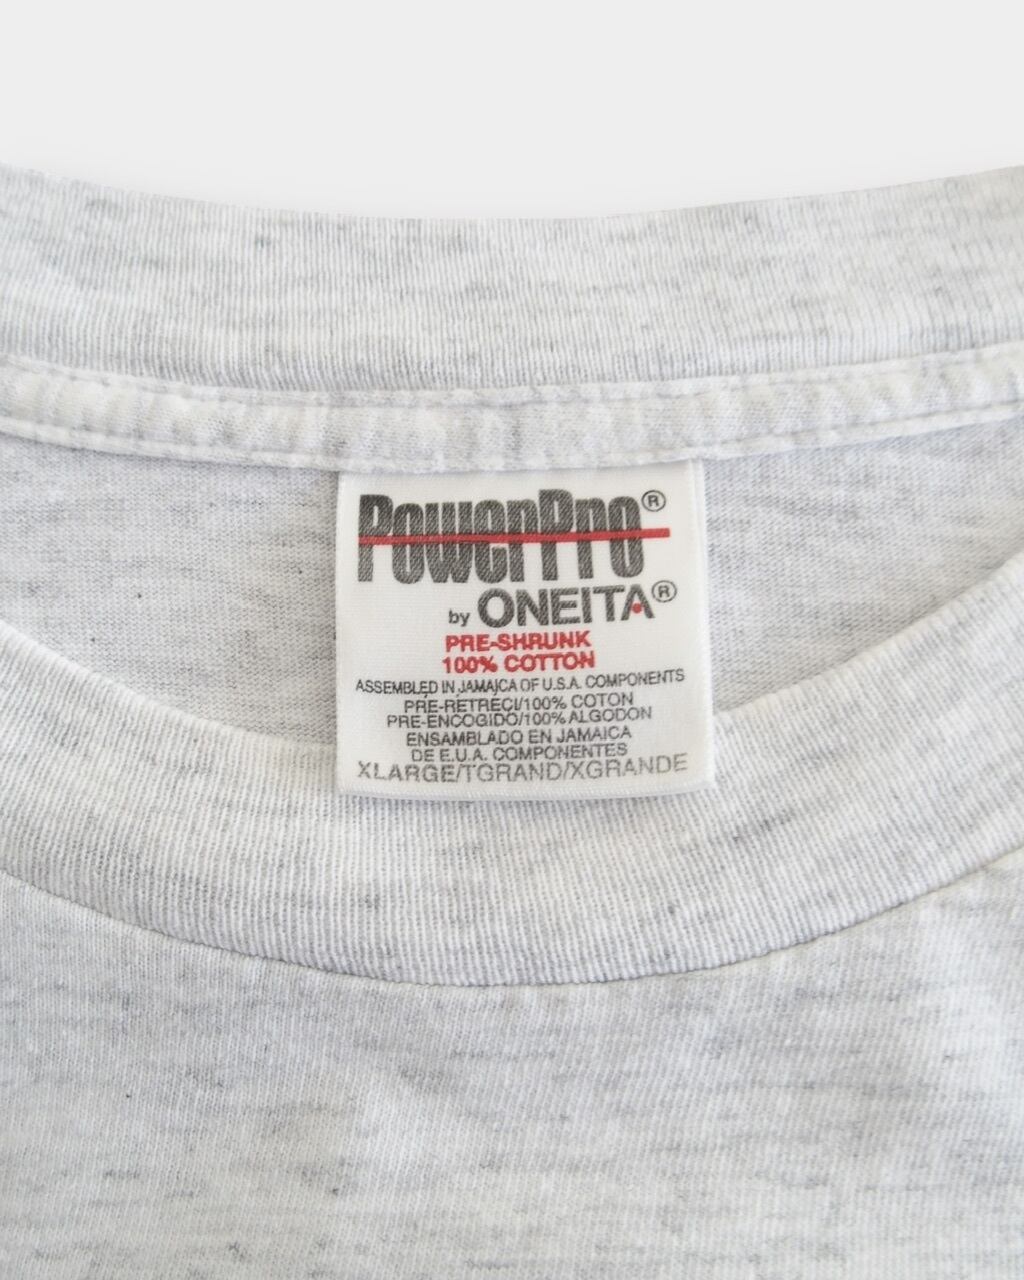 PowerPro®
by ONEITA®
PRE-SHRUNK
100% COTTON
ASSEMBLED IN JAMAJCA OF U.S.A. COMPONENTS
PRE-RETRECI/100% COTON
PRE-ENCOGIDO/100% ALGODON
ENSAMBLADO EN JAMAICA
DE E.U.A. COMPONENTES
XLARGE/TGRAND/XGRANDE